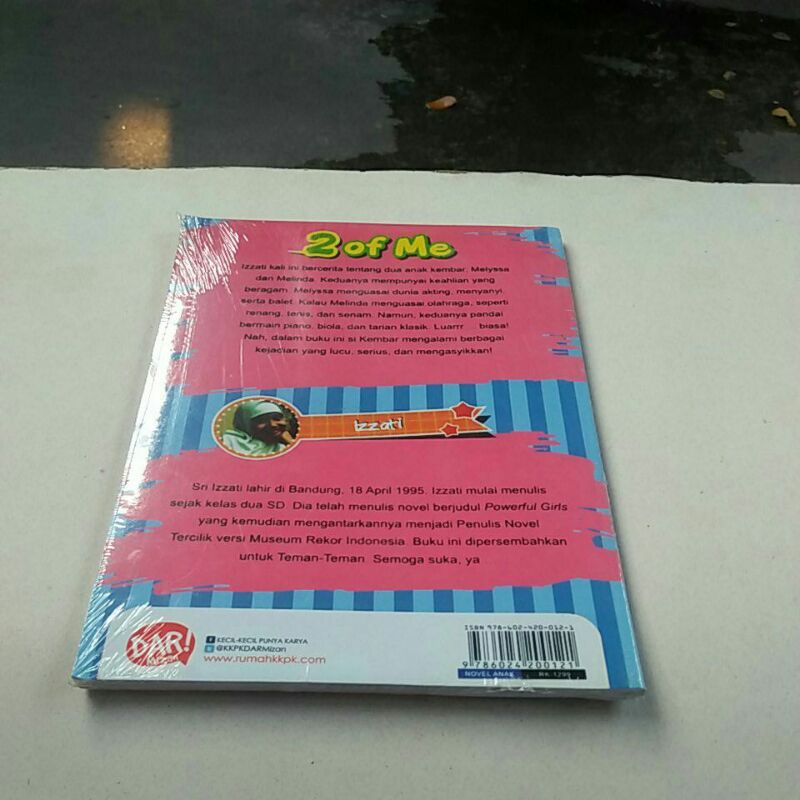 2 of Me
Izzati kali ini bercerita tentang dua anak kembar, Melyssa
dan Melinda. Keduanya mempunyai keahlian yang
beragam. Melyssa menguasai dunia akting, menyanyi,
serta balet. Kalau Melinda menguasai olahraga, seperti
renang, tenis, dan senam. Namun, keduanya pandai
bermain piano, biola, dan tarian klasik. Luarrr ... biasa!
Nah, dalam buku ini si Kembar mengalami berbagai
kejadian yang lucu, serius, dan mengasyikkan!
Izzati
Sri Izzati lahir di Bandung, 18 April 1995. Izzati mulai menulis
sejak kelas dua SD. Dia telah menulis novel berjudul Powerful Girls
yang kemudian mengantarkannya menjadi Penulis Novel
Tercilik versi Museum Rekor Indonesia. Buku ini dipersembahkan
untuk Teman-Teman. Semoga suka, ya
DAR!
KECIL-KECIL PUNYA KARYA
@KKPKDARMizan
www.rumahkkpk.com
ISBN 978-602-420-012-1
9 786024 200121
NOVEL ANAK RK-1299